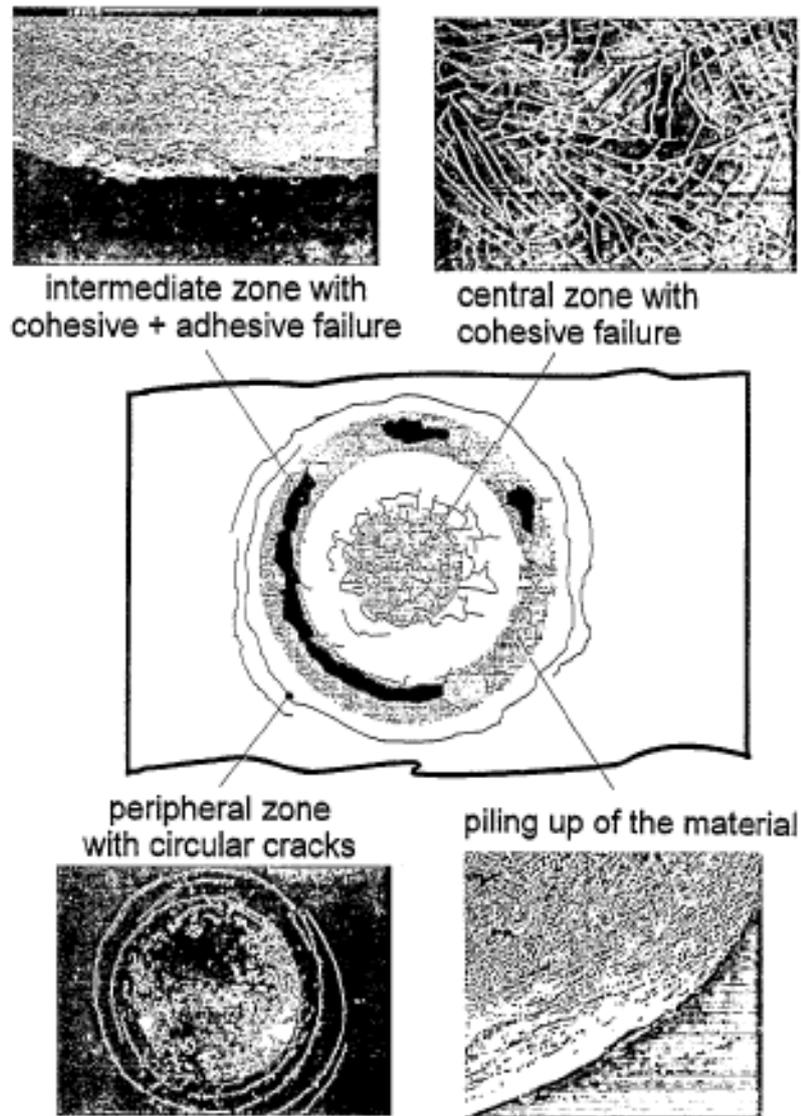 intermediate zone with
cohesive + adhesive failure
central zone with
cohesive failure
peripheral zone
with circular cracks
piling up of the material